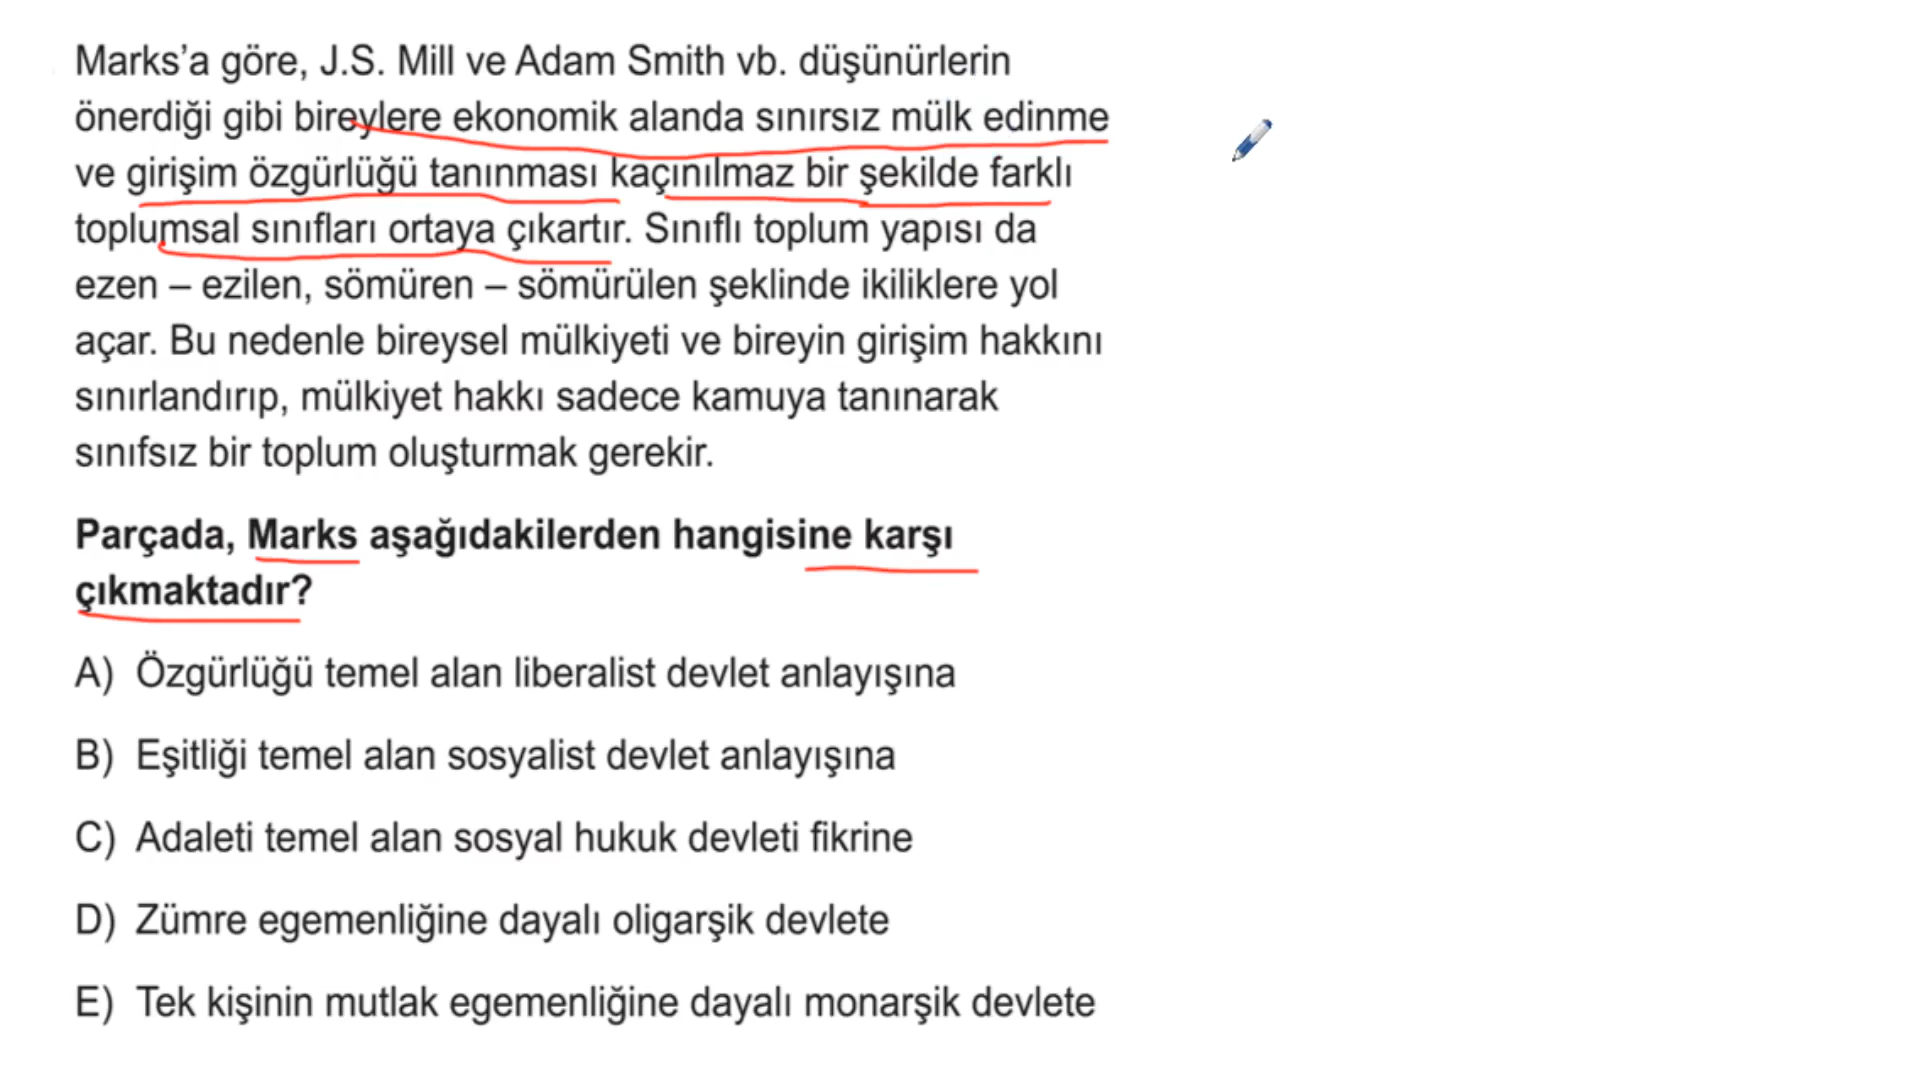 Marks’a göre, J.S. Mill ve Adam Smith vb. düşünürlerin
önerdiği gibi bireylere ekonomik alanda sınırsız mülk edinme
ve girişim özgürlüğü tanınması kaçınılmaz bir şekilde farklı
toplumsal sınıfları ortaya çıkartır. Sınıflı toplum yapısı da
ezen – ezilen, sömüren – sömürülen şeklinde ikiliklere yol
açar. Bu nedenle bireysel mülkiyeti ve bireyin girişim hakkını
sınırlandırıp, mülkiyet hakkı sadece kamuya tanınarak
sınıfsız bir toplum oluşturmak gerekir.
Parçada, Marks aşağıdakilerden hangisine karşı
çıkmaktadır?
A) Özgürlüğü temel alan liberalist devlet anlayışına
B) Eşitliği temel alan sosyalist devlet anlayışına
C) Adaleti temel alan sosyal hukuk devleti fikrine
D) Zümre egemenliğine dayalı oligarşik devlete
E) Tek kişinin mutlak egemenliğine dayalı monarşik devlete